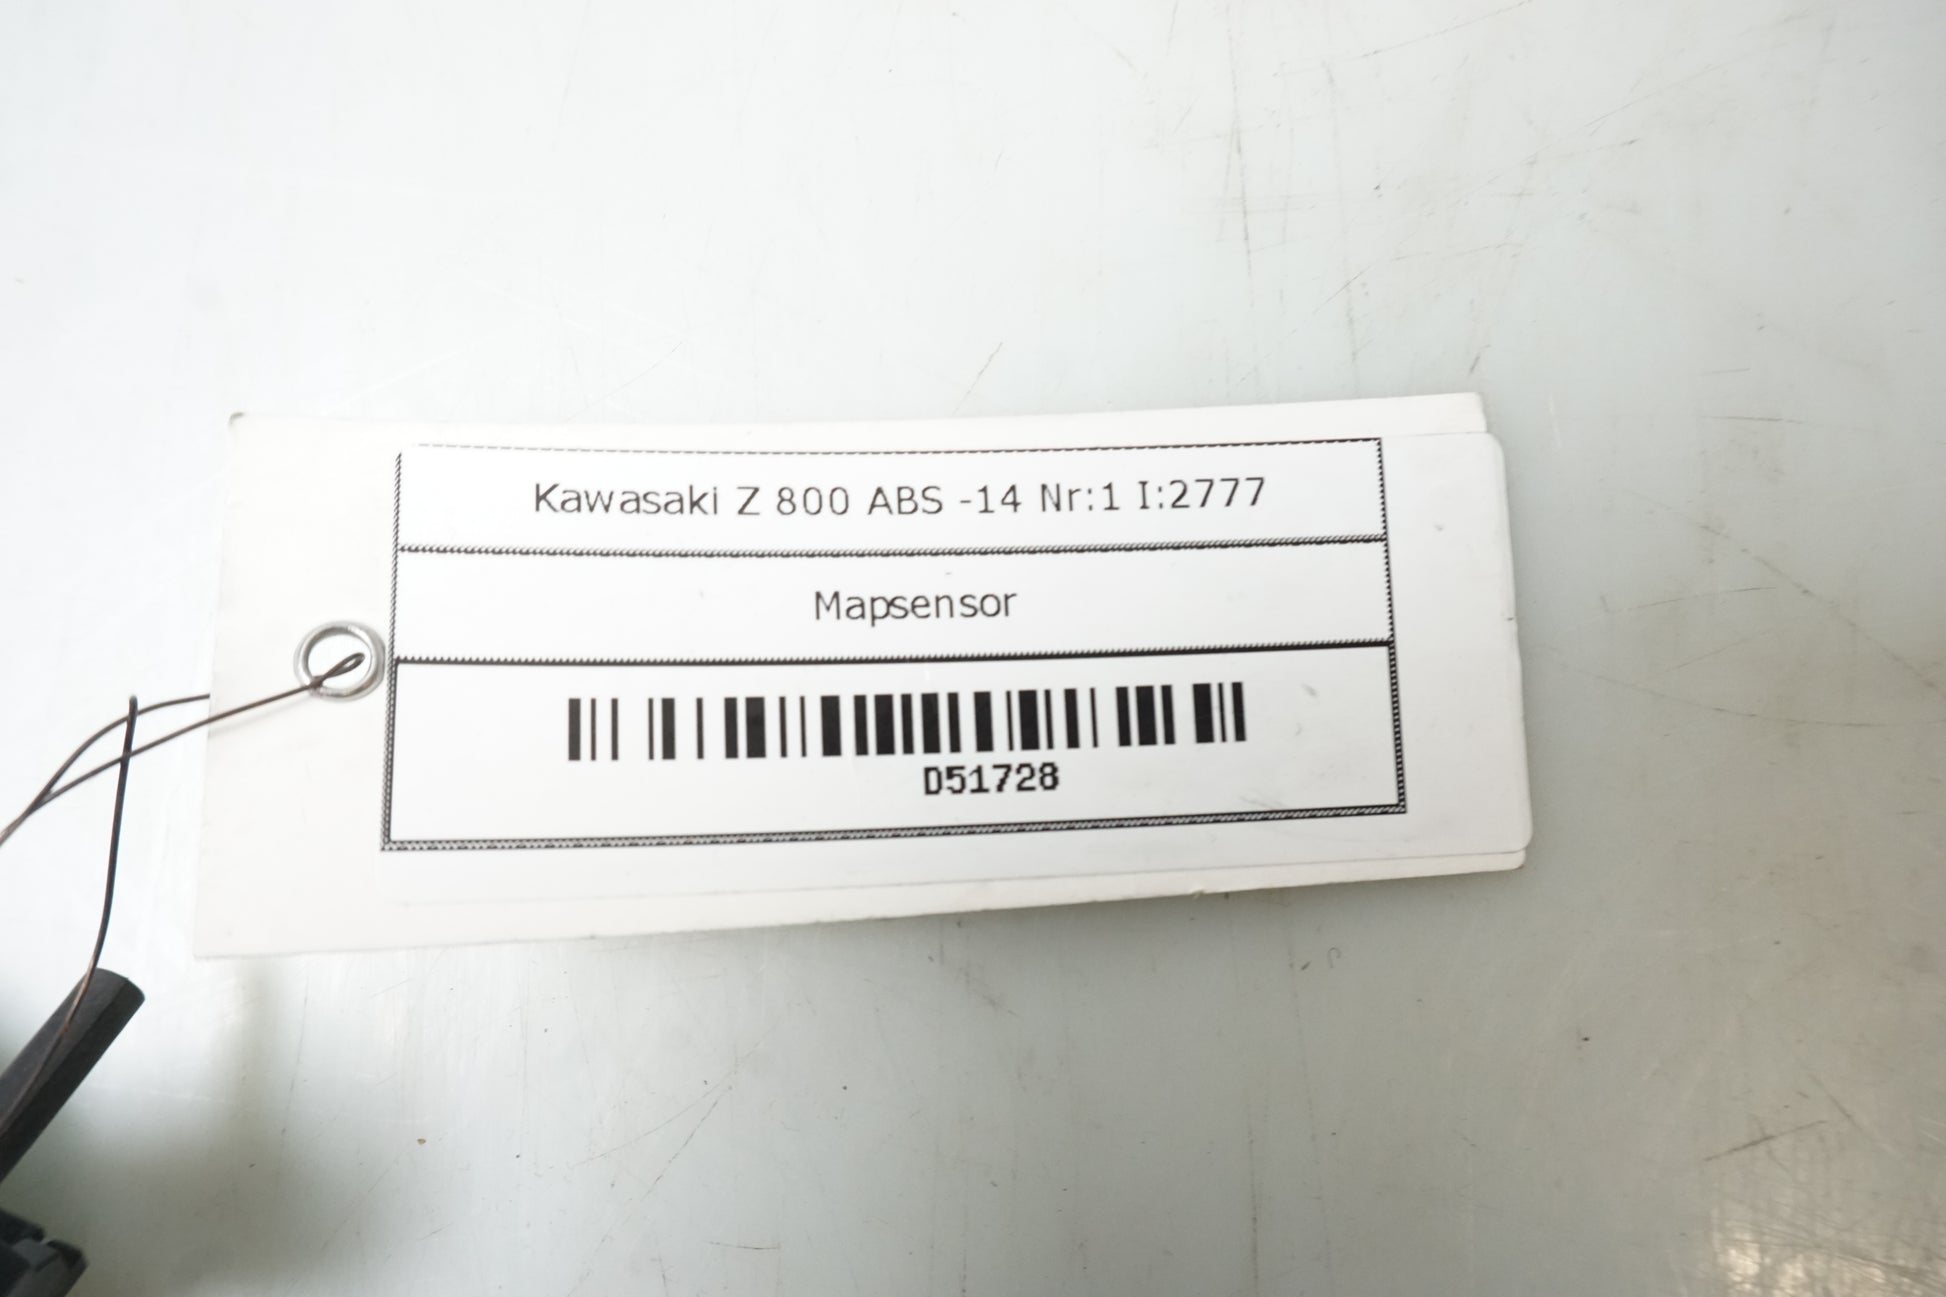 Kawasaki Z 800 ABS -14 Nr:1 I:2777
Mapsensor
D51728